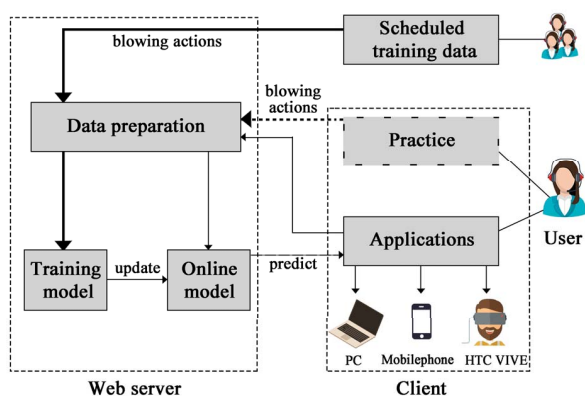 Scheduled
training data
blowing actions
blowing
actions
Data preparation
Practice
Applications
User
Training
model
update
Online
model
predict
PC
Mobilephone
HTC VIVE
Web server
Client